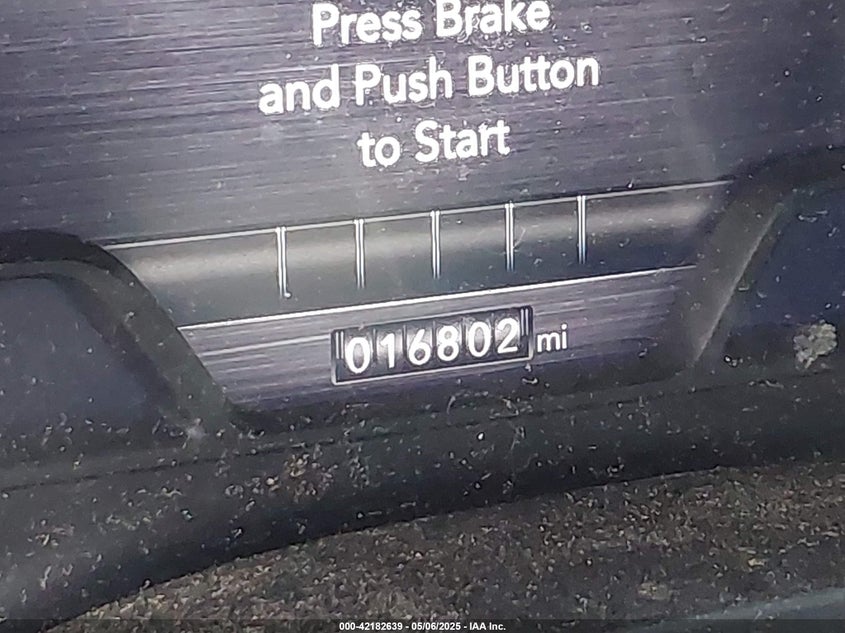 Press Brake
and Push Button
to Start
016802 mi
000-42182639 - 05/06/2025 - IAA Inc.